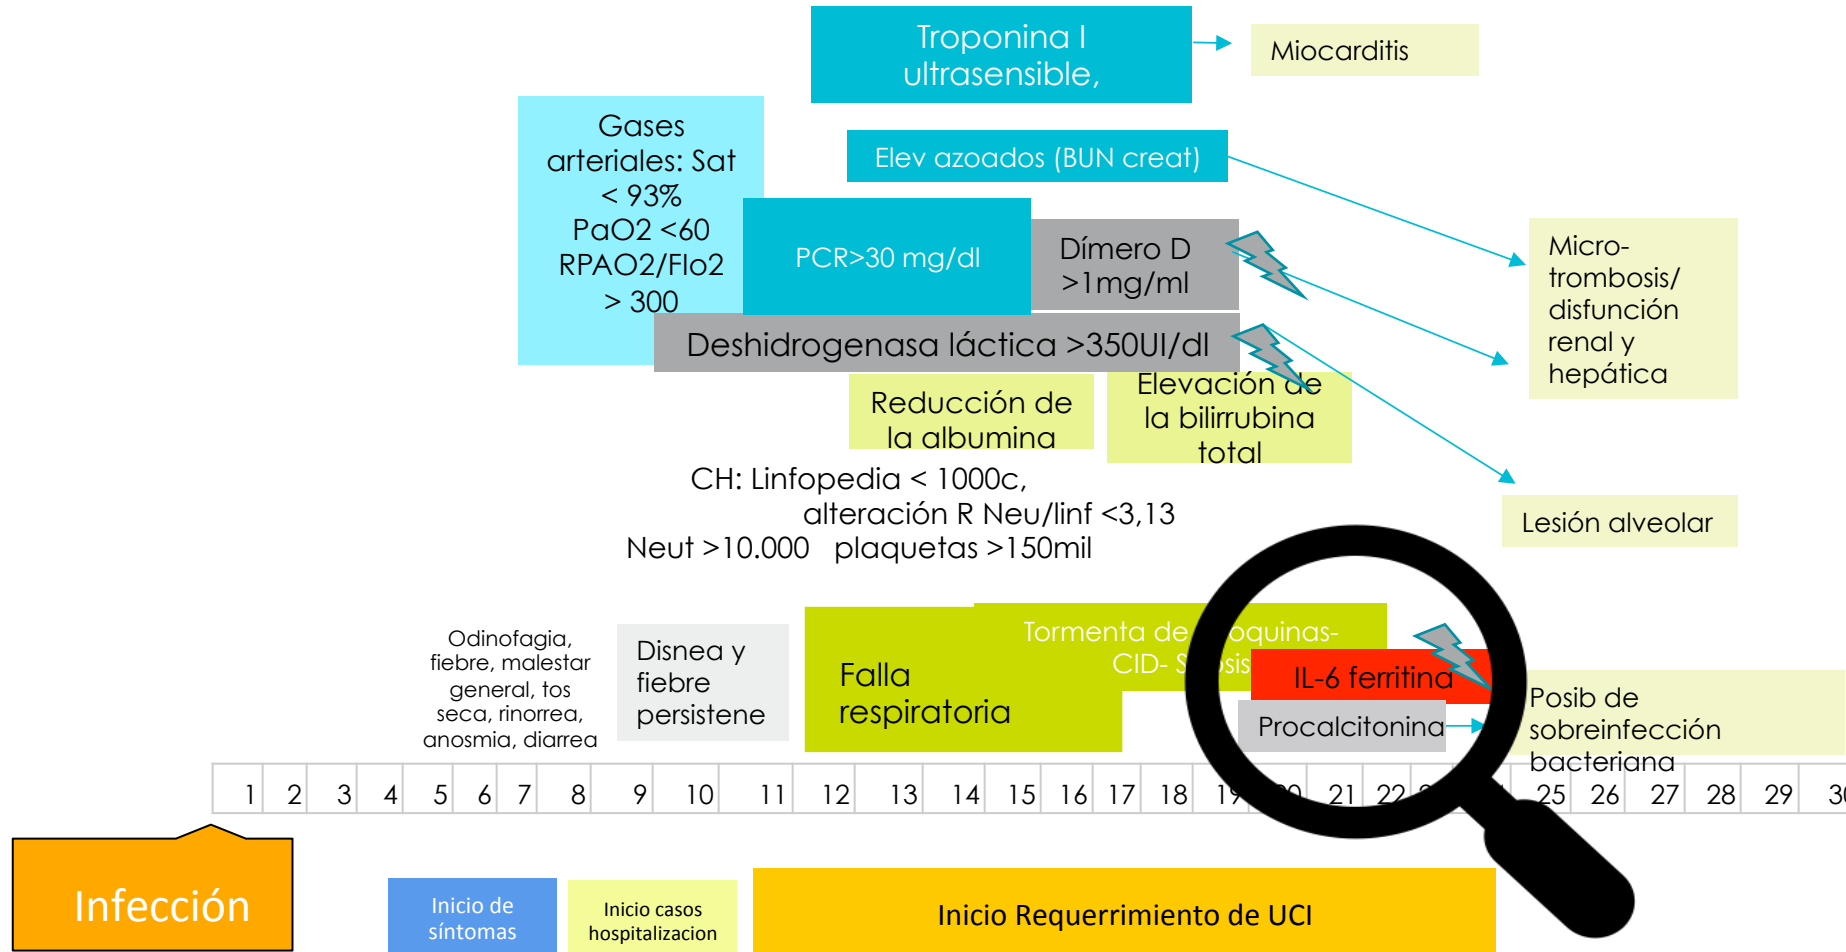 Troponina I
ultrasensible,
Miocarditis
Gases
arteriales: Sat
< 93%
PaO2 <60
RPAO2/FIo2
> 300
Elev azoados (BUN creat)
PCR>30 mg/dl
Dímero D
>1mg/ml
Micro-
trombosis/
disfunción
renal y
hepática
Deshidrogenasa láctica >350UI/dl
Reducción de
la albumina
Elevación de
la bilirrubina
total
CH: Linfopedia < 1000c,
alteración R Neu/linf <3,13
Neut >10.000 plaquetas >150mil
Lesión alveolar
Odinofagia,
fiebre, malestar
general, tos
seca, rinorrea,
anosmia, diarrea
Disnea y
fiebre
persistene
Falla
respiratoria
Tormenta de
CID-
IL-6 ferritina
Procalcitonina
Posib de
sobreinfección
bacteriana
1 2 3 4 5 6 7 8 9 10 11 12 13 14 15 16 17 18 19 20 21 22 25 26 27 28 29 30
Infección
Inicio de
síntomas
Inicio casos
hospitalizacion
Inicio Requerrimiento de UCI